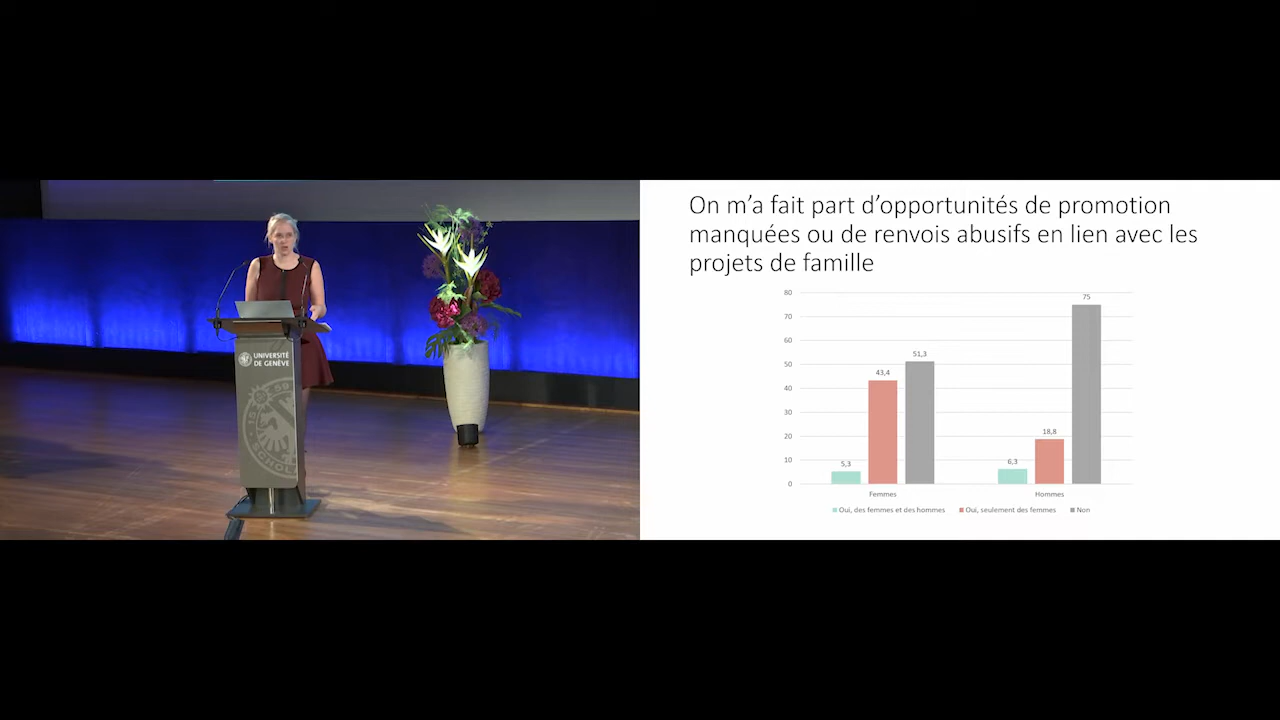 UNIVERSITÉ
DE GENÈVE
On m'a fait part d'opportunités de promotion
manquées ou de renvois abusifs en lien avec les
projets de famille
80
70
60
50
40
30
20
10
0
5,3
43,4
51,3
6,3
18,8
75
Femmes
Hommes
Oui, des femmes et des hommes
Oui, seulement des femmes
Non